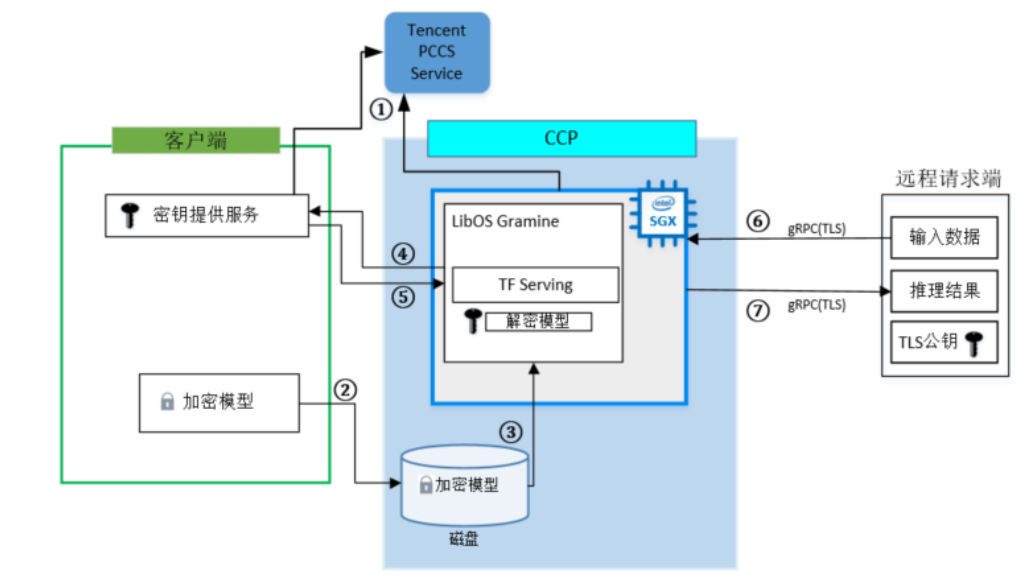 Tencent
PCCS
Service
①
客户端
CCP
密钥提供服务
④
⑤
加密模型
②
LibOS Gramine
TF Serving
解密模型
intel
SGX
③
加密模型
磁盘
远程请求端
⑥
gRPC(TLS)
输入数据
⑦
gRPC(TLS)
推理结果
TLS公钥